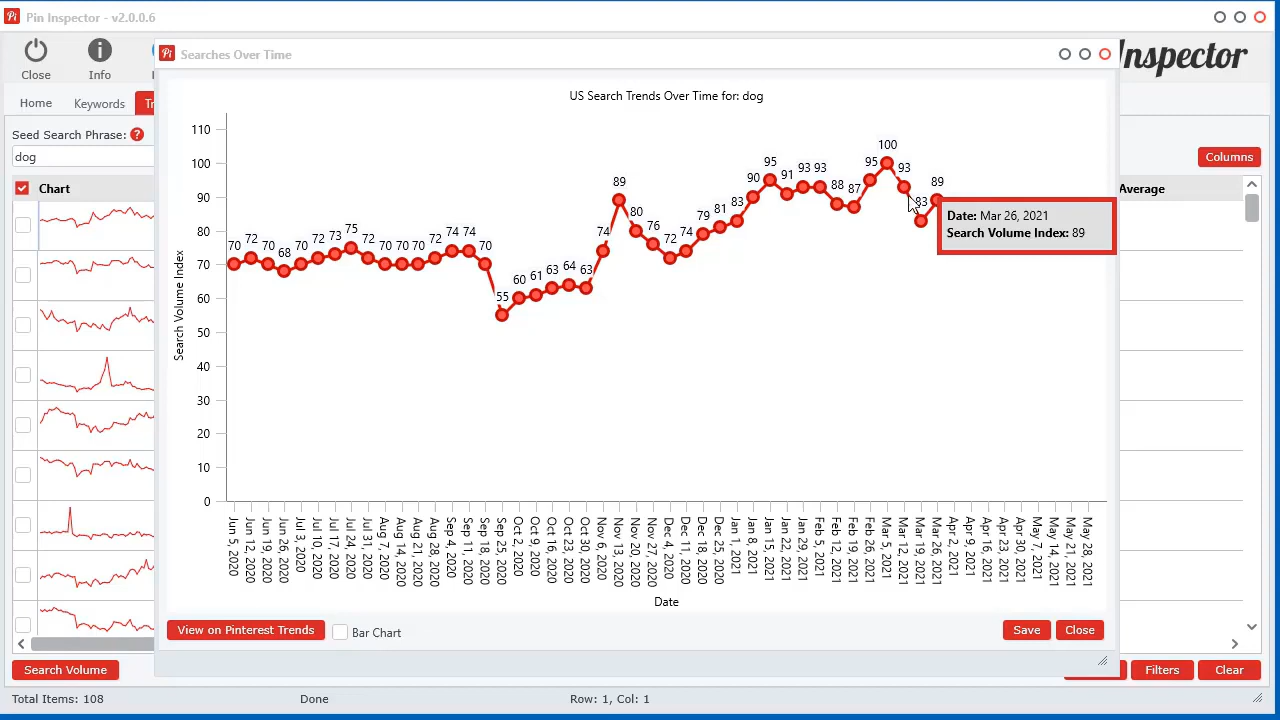 Pi Pin Inspector - v2.0.0.6
Inspector
Close
Info
Home
Keywords
Seed Search Phrase: ?
dog
Columns
Chart
Average
Pi Searches Over Time
US Search Trends Over Time for: dog
Search Volume Index
110
100
90
80
70
60
50
40
30
20
10
0
70 72 70 68 70 72 73 75 72 70 70 70 72 74 74 70 55 60 61 63 64 63 74 89 80 76 72 74 79 81 83 90 95 91 93 93 88 87 95 100 93 83 89
Date: Mar 26, 2021
Search Volume Index: 89
Jun 5, 2020
Jun 12, 2020
Jun 19, 2020
Jun 26, 2020
Jul 3, 2020
Jul 10, 2020
Jul 17, 2020
Jul 24, 2020
Jul 31, 2020
Aug 7, 2020
Aug 14, 2020
Aug 21, 2020
Aug 28, 2020
Sep 4, 2020
Sep 11, 2020
Sep 18, 2020
Sep 25, 2020
Oct 2, 2020
Oct 9, 2020
Oct 16, 2020
Oct 23, 2020
Oct 30, 2020
Nov 6, 2020
Nov 13, 2020
Nov 20, 2020
Nov 27, 2020
Dec 4, 2020
Dec 11, 2020
Dec 18, 2020
Dec 25, 2020
Jan 1, 2021
Jan 8, 2021
Jan 15, 2021
Jan 22, 2021
Jan 29, 2021
Feb 5, 2021
Feb 12, 2021
Feb 19, 2021
Feb 26, 2021
Mar 5, 2021
Mar 12, 2021
Mar 19, 2021
Mar 26, 2021
Apr 2, 2021
Apr 9, 2021
Apr 16, 2021
Apr 23, 2021
Apr 30, 2021
May 7, 2021
May 14, 2021
May 21, 2021
May 28, 2021
Date
View on Pinterest Trends
Bar Chart
Save
Close
Search Volume
Filters
Clear
Total Items: 108
Done
Row: 1, Col: 1